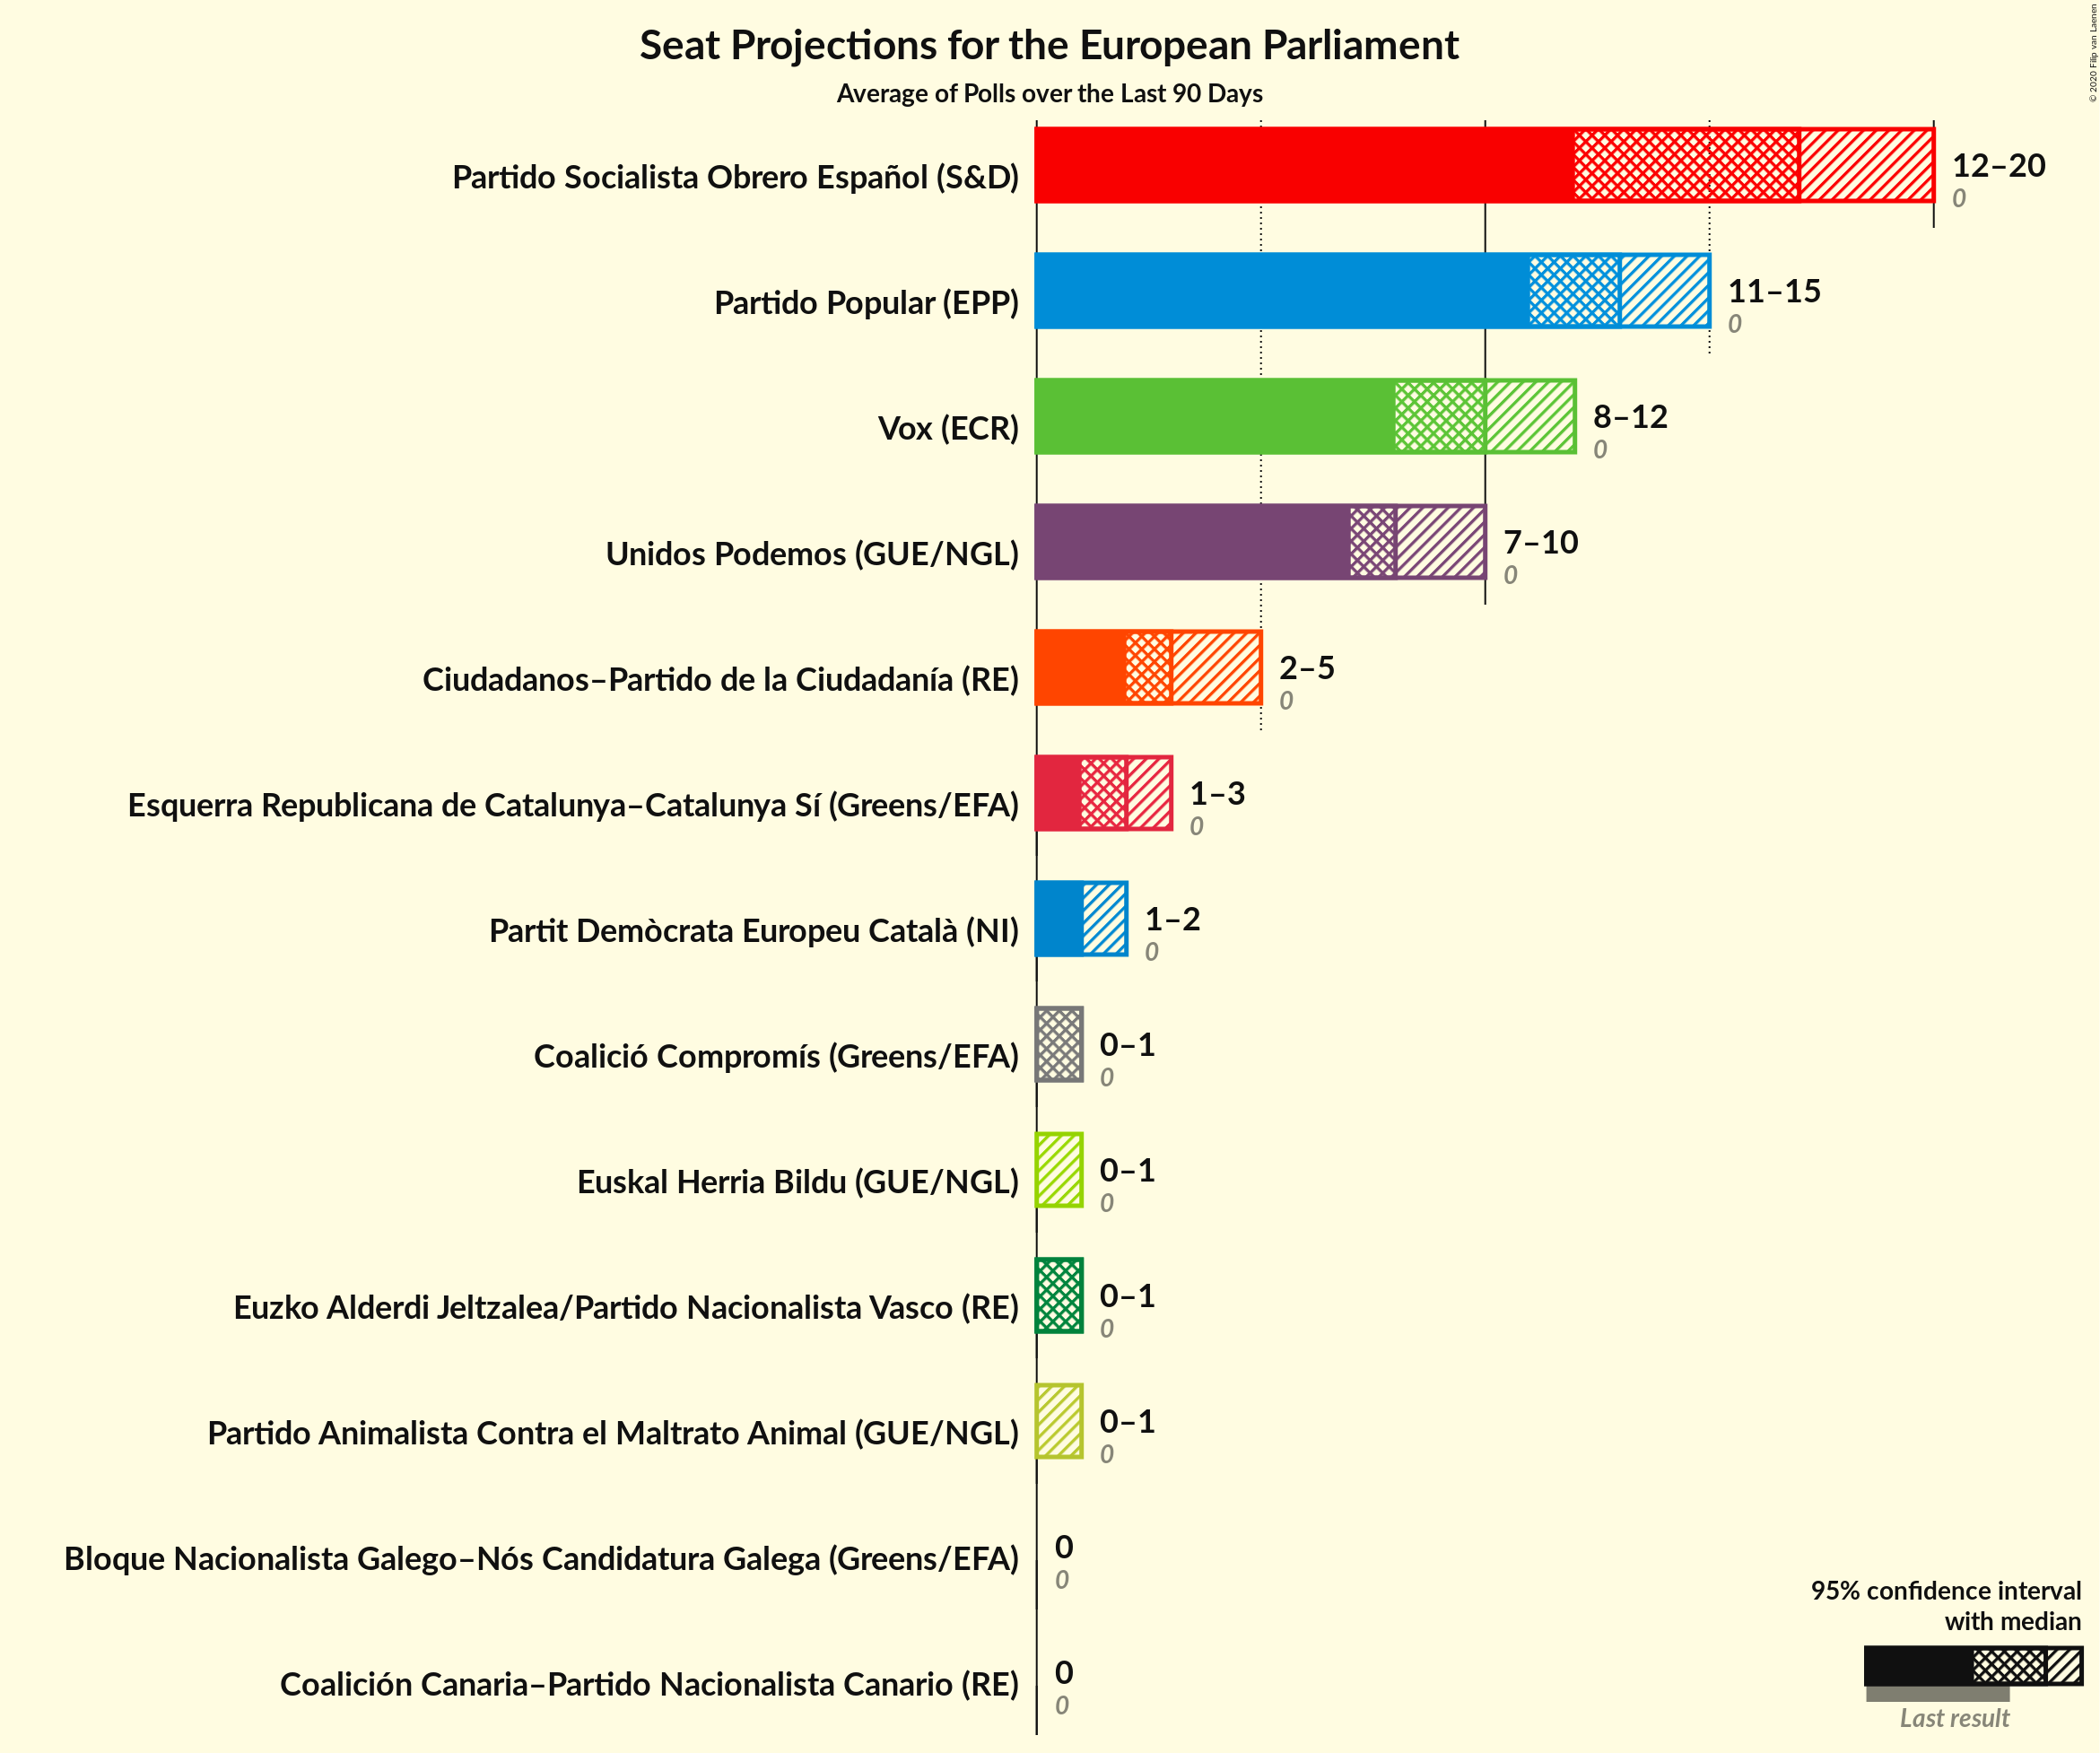 Seat Projections for the European Parliament
Average of Polls over the Last 90 Days
© 2020 Filip van Laenen
Partido Socialista Obrero Español (S&D)
12–20
0
Partido Popular (EPP)
11–15
0
Vox (ECR)
8–12
0
Unidos Podemos (GUE/NGL)
7–10
0
Ciudadanos–Partido de la Ciudadanía (RE)
2–5
0
Esquerra Republicana de Catalunya–Catalunya Sí (Greens/EFA)
1–3
0
Partit Demòcrata Europeu Català (NI)
1–2
0
Coalició Compromís (Greens/EFA)
0–1
0
Euskal Herria Bildu (GUE/NGL)
0–1
0
Euzko Alderdi Jeltzalea/Partido Nacionalista Vasco (RE)
0–1
0
Partido Animalista Contra el Maltrato Animal (GUE/NGL)
0–1
0
Bloque Nacionalista Galego–Nós Candidatura Galega (Greens/EFA)
0
0
Coalición Canaria–Partido Nacionalista Canario (RE)
0
0
95% confidence interval
with median
Last result